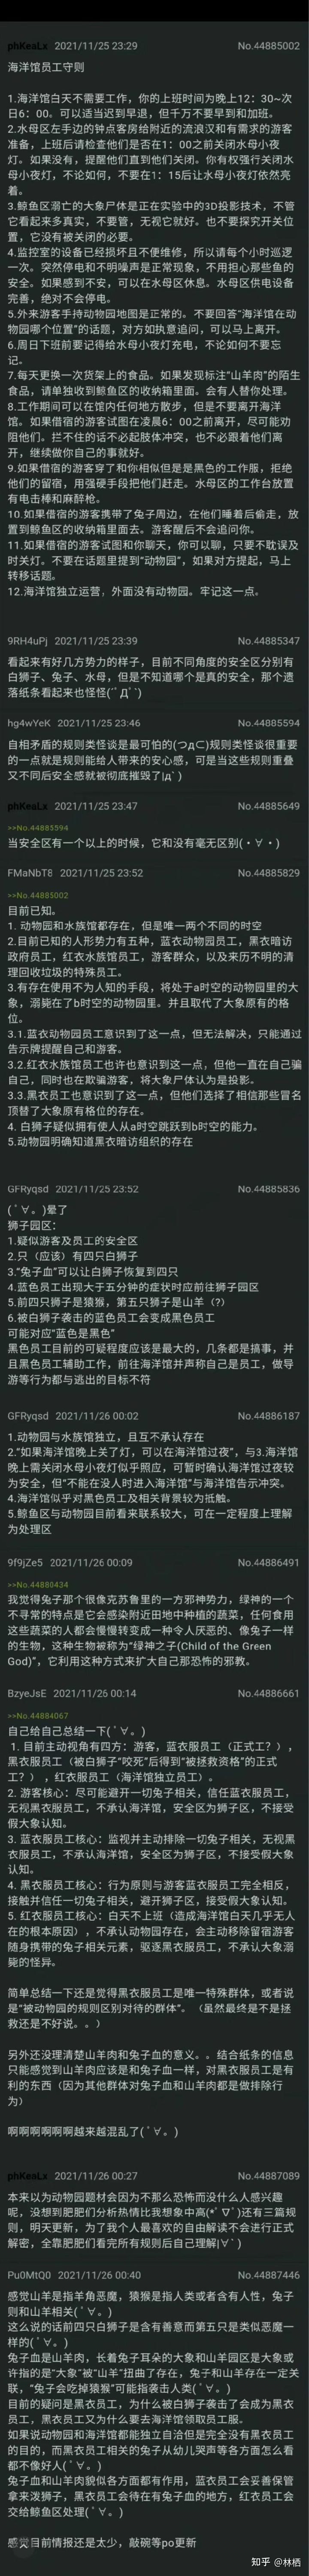 phKeaLx 2021/11/25 23:29 No.44885002
海洋馆员工守则
1.海洋馆白天不需要工作，你的上班时间为晚上12：30~次
日6：00。可以适当迟到早退，但千万不要早到和加班。
2.水母区左手边的钟点客房给附近的流浪汉和有需求的游客
准备，上班后请检查他们是否在1：00之前关闭水母小夜
灯。如果没有，提醒他们直到他们关闭。你有权强行关闭水
母小夜灯，不论如何，不要在1：15后让水母小夜灯依然亮
着。
3.鲸鱼区溺亡的大象尸体是正在实验中的3D投影技术，不管
它看起来多真实，不要管，无视它就好。也不要探究开关位
置，它没有被关闭的必要。
4.监控室的设备已经损坏且不便维修，所以请每个小时巡逻
一次。突然停电和不明噪声是正常现象，不用担心那些鱼的
安全。如果感到不安，可以在水母区休息。水母区供电设备
完善，绝对不会停电。
5.外来游客手持动物园地图是正常的。不要回答“海洋馆在动
物园哪个位置”的话题，对方如执意追问，可以马上离开。
6.周日下班前要记得给水母小夜灯充电，不论如何不要忘
记。
7.每天更换一次货架上的食品。如果发现标注“山羊肉”的陌生
食品，请单独收到鲸鱼区的收纳箱里面。会有人替你处理。
8.工作期间可以在馆内任何地方散步，但是不要离开海洋
馆。如果借宿的游客试图在凌晨6：00之前离开，尽可能劝
阻他们。拦不住的话不必起肢体冲突，也不必跟着他们离
开，继续做你自己的事就好。
9.如果借宿的游客穿了和你相似但是是黑色的工作服，拒绝
他们的留宿，用强硬手段把他们赶走。水母区的工作台放置
有电击棒和麻醉枪。
10.如果借宿的游客携带了兔子周边，在他们睡着后偷走，放
置到鲸鱼区的收纳箱里面去。游客醒后不会追问你。
11.如果借宿的游客试图和你聊天，你可以聊，只要不耽误及
时关灯。不要在话题里提到“动物园”，如果对方提起，马上
转移话题。
12.海洋馆独立运营，外面没有动物园。牢记这一点。
9RH4uPj 2021/11/25 23:39 No.44885347
看起来有好几方势力的样子，目前不同角度的安全区分别有
白狮子、兔子、水母，但是不知道哪个是真的安全，那个遗
落纸条看起来也怪怪(ﾟДﾟ)
hg4wYeK 2021/11/25 23:46 No.44885594
自相矛盾的规则类怪谈是最可怕的(つд⊂)规则类怪谈很重要
的一点就是规则能给人带来的安心感，可是当这些规则重叠
又不同后安全感就被彻底摧毁了|д` )
phKeaLx 2021/11/25 23:47 No.44885649
>>No.44885594
当安全区有一个以上的时候，它和没有毫无区别(・∀・)
FMaNbT8 2021/11/25 23:52 No.44885829
>>No.44885002
目前已知。
1. 动物园和水族馆都存在，但是唯一两个不同的时空
2.目前已知的人形势力有五种，蓝衣动物园员工，黑衣暗访
政府员工，红衣水族馆员工，游客群众，以及来历不明的清
理回收垃圾的特殊员工。
3.有存在使用不为人知的手段，将处于a时空的动物园里的大
象，溺毙在了b时空的动物园里。并且取代了大象原有的格
位。
3.1.蓝衣动物园员工意识到了这一点，但无法解决，只能通过
告示牌提醒自己和游客。
3.2.红衣水族馆员工也许也意识到这一点，但他一直在自己骗
自己，同时也在欺骗游客，将大象尸体认为是投影。
3.3.黑衣员工也意识到了这一点，但他们选择了相信那些冒名
顶替了大象原有格位的存在。
4. 白狮子疑似拥有使人从a时空跳跃到b时空的能力。
5.动物园明确知道黑衣暗访组织的存在
GFRyqsd 2021/11/25 23:52 No.44885836
(ﾟ∀。)晕了
狮子园区：
1.疑似游客及员工的安全区
2.只（应该）有四只白狮子
3.“兔子血”可以让白狮子恢复到四只
4.蓝色员工出现大于五分钟的症状时应前往狮子园区
5.前四只狮子是猿猴，第五只狮子是山羊（?）
6.被白狮子袭击的蓝色员工会变成黑色员工
可能对应“蓝色是黑色”
黑色员工目前的可疑程度应该是最大的，几条都是搞事，并
且黑色员工辅助工作，前往海洋馆并声称自己是员工，做导
游等行为都与逃出的目标不符
GFRyqsd 2021/11/26 00:02 No.44886187
1.动物园与水族馆独立，且互不承认存在
2.“如果海洋馆晚上关了灯，可以在海洋馆过夜”，与3.海洋馆
晚上需关闭水母小夜灯似乎照应，可暂时确认海洋馆过夜较
为安全，但“不能在没人时进入海洋馆”与海洋馆告示冲突。
4.海洋馆似乎对黑色员工及相关背景较为抵触。
5.鲸鱼区与动物园目前看来联系较大，可在一定程度上理解
为处理区
9f9jZe5 2021/11/26 00:09 No.44886491
>>No.44880434
我觉得兔子那个很像克苏鲁里的一方邪神势力，绿神的一个
不寻常的特点是它会感染附近田地中种植的蔬菜，任何食用
这些蔬菜的人都会慢慢转变成一种令人厌恶的、像兔子一样
的生物，这种生物被称为“绿神之子(Child of the Green
God)”，它利用这种方式来扩大自己那恐怖的邪教。
BzyeJsE 2021/11/26 00:14 No.44886661
>>No.44884067
自己给自己总结一下(ﾟ∀。)
1. 目前主动视角有四方：游客，蓝衣服员工（正式工？），
黑衣服员工（被白狮子“咬死”后得到“被拯救资格”的正式
工？），红衣服员工（海洋馆独立员工）。
2. 游客核心：尽可能避开一切兔子相关，信任蓝衣服员工，
无视黑衣服员工，不承认海洋馆，安全区为狮子区，不接受
假大象认知。
3. 蓝衣服员工核心：监视并主动排除一切兔子相关，无视黑
衣服员工，不承认海洋馆，安全区为狮子区，不接受假大象
认知。
4. 黑衣服员工核心：行为原则与游客蓝衣服员工完全相反，
接触并信任一切兔子相关，避开狮子区，接受假大象认知。
5. 红衣服员工核心：白天不上班（造成海洋馆白天几乎无人
在的根本原因），不承认动物园存在，会主动移除留宿游客
随身携带的兔子相关元素，驱逐黑衣服员工，不承认大象溺
毙的怪异。
简单总结一下还是觉得黑衣服员工是唯一特殊群体，或者说
是“被动物园的规则区别对待的群体”。（虽然最终是不是拯
救还是不好说。。）
另外还没理清楚山羊肉和兔子血的意义。。结合纸条的信息
只能感觉到山羊肉应该是和兔子血一样，对黑衣服员工是有
利的东西（因为其他群体对兔子血和山羊肉都是做排除行
为）
啊啊啊啊啊啊越来越混乱了(ﾟ∀。)
phKeaLx 2021/11/26 00:27 No.44887089
本来以为动物园题材会因为不那么恐怖而没什么人感兴趣
呢，没想到肥肥们分析热情比我想象中高(*ﾟ∇ﾟ)还有三篇规
则，明天更新，为了我个人最喜欢的自由解读不会进行正式
解密，全靠肥肥们看完所有规则后自己理解|∀` )
Pu0MtQ0 2021/11/26 00:40 No.44887446
感觉山羊是指羊角恶魔，猿猴是指人类或者含有人性，兔子
则和山羊相关(ﾟ∀。)
这么说的话前四只白狮子是含有善意而第五只是类似恶魔一
样的(ﾟ∀。)
兔子血是山羊肉，长着兔子耳朵的大象和山羊园区是大象或
许指的是“大象”被“山羊”扭曲了存在，兔子和山羊存在一定关
联，“兔子会吃掉猿猴”可能指袭击人类(ﾟ∀。)
目前的疑问是黑衣员工，为什么被白狮子袭击了会成为黑衣
员工，黑衣员工又为什么要去海洋馆领取员工服。
如果说动物园和海洋馆都能独立自洽但是完全没有黑衣员工
的目的，而黑衣员工相关的兔子从幼儿哭声等各方面怎么看
都不像好人(ﾟ∀。)
兔子血和山羊肉貌似各方面都有作用，蓝衣员工会妥善保管
拿来泼狮子，黑衣员工会待在有兔子血的地方，红衣员工会
交给鲸鱼区处理(ﾟ∀。)
感觉目前情报还是太少，敲碗等po更新
知乎 @林栖